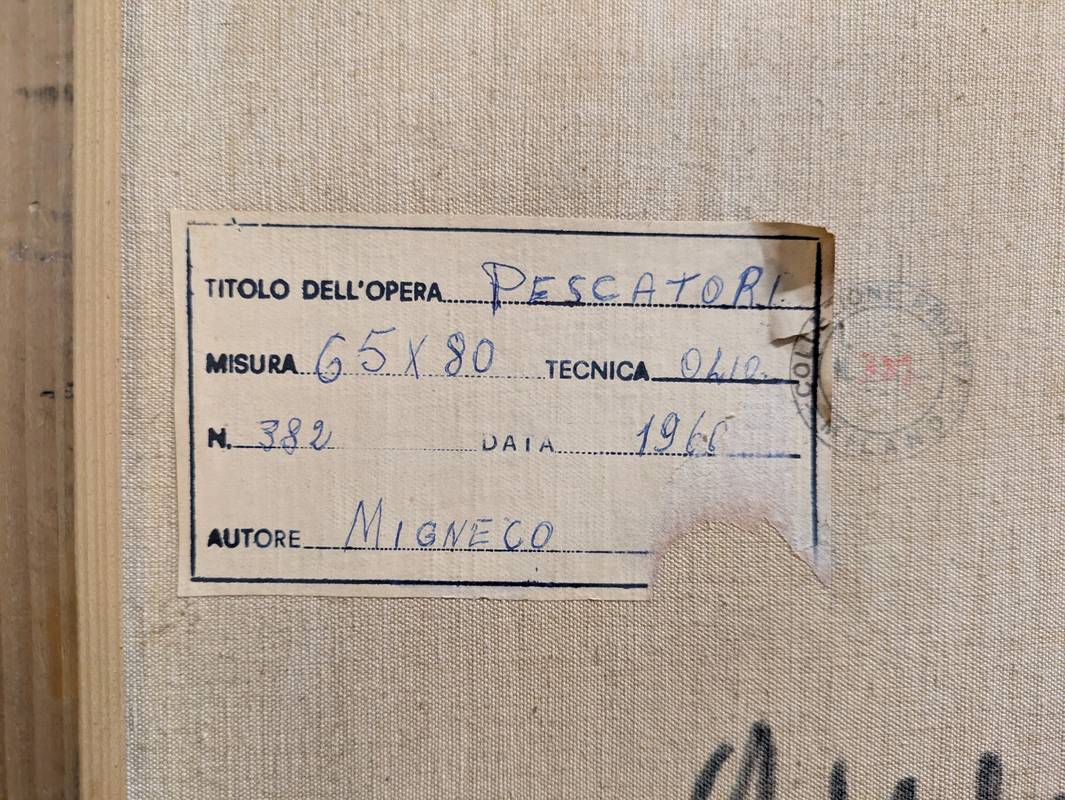 TITOLO DELL'OPERA PESCATORI
MISURA 65 X 80 TECNICA OLIO
N. 382 DATA 1966
AUTORE MIGNECO